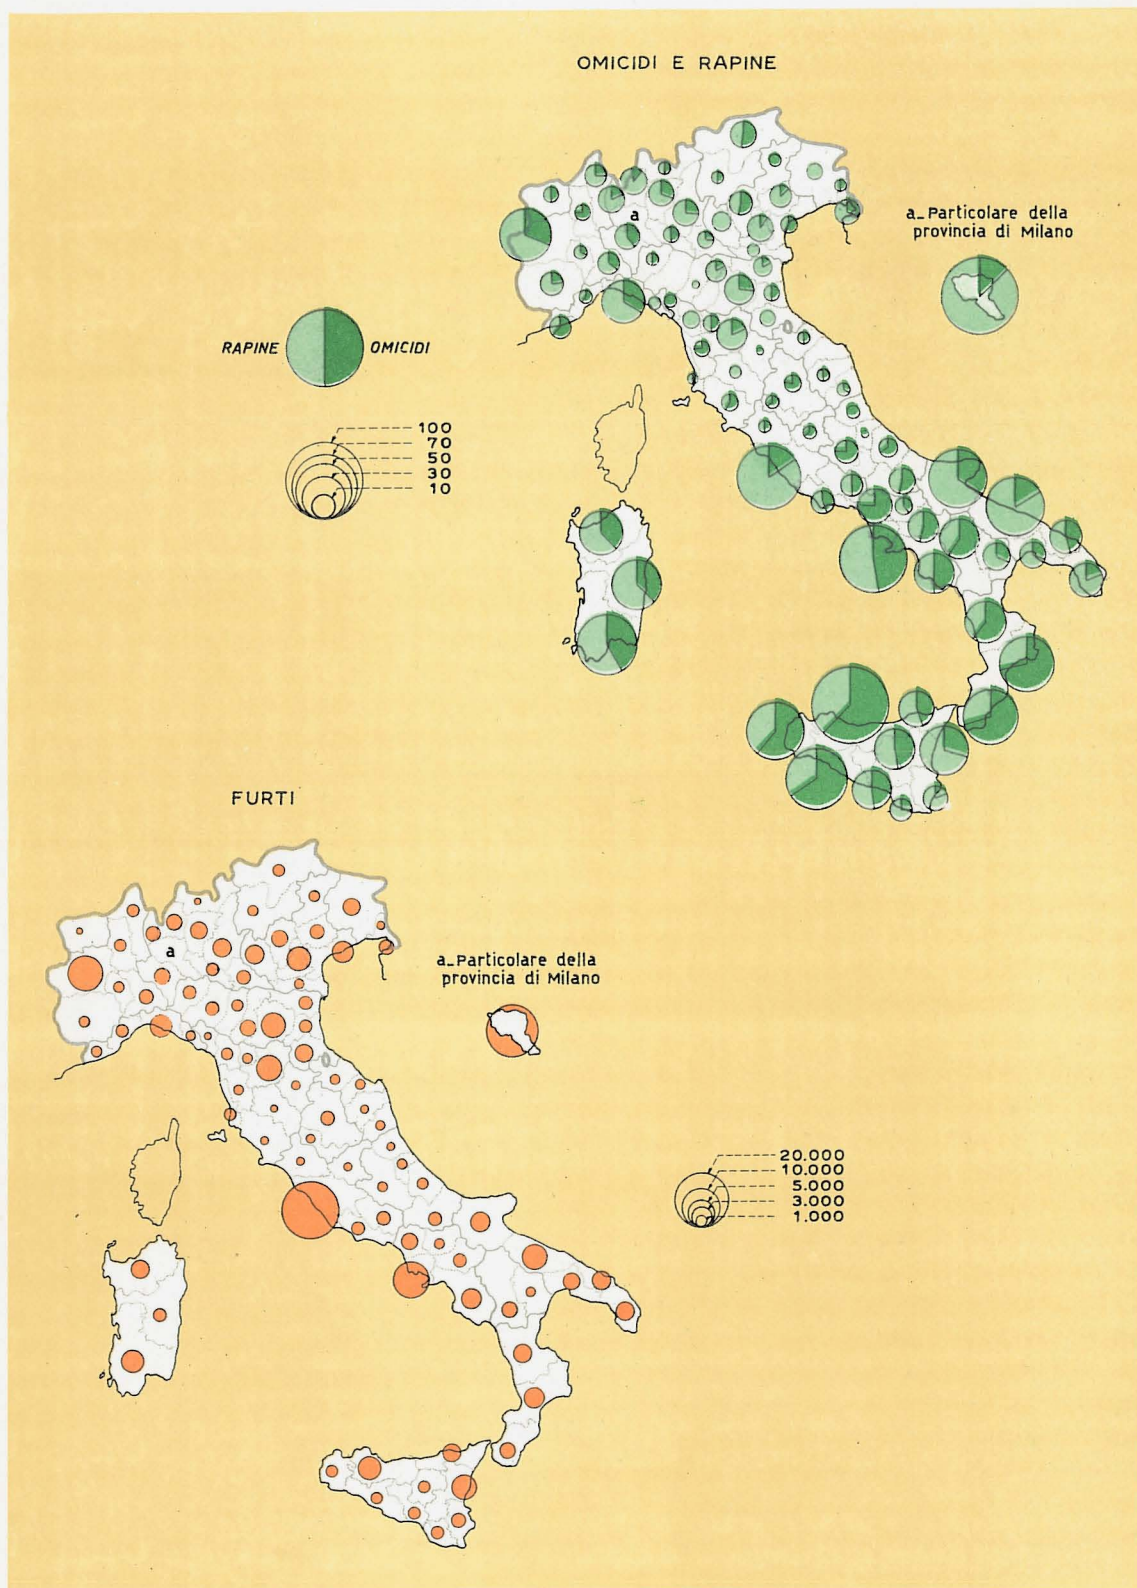 OMICIDI E RAPINE
a
a_Particolare della
provincia di Milano
RAPINE
OMICIDI
100
70
50
30
10
FURTI
a
a_Particolare della
provincia di Milano
20.000
10.000
5.000
3.000
1.000